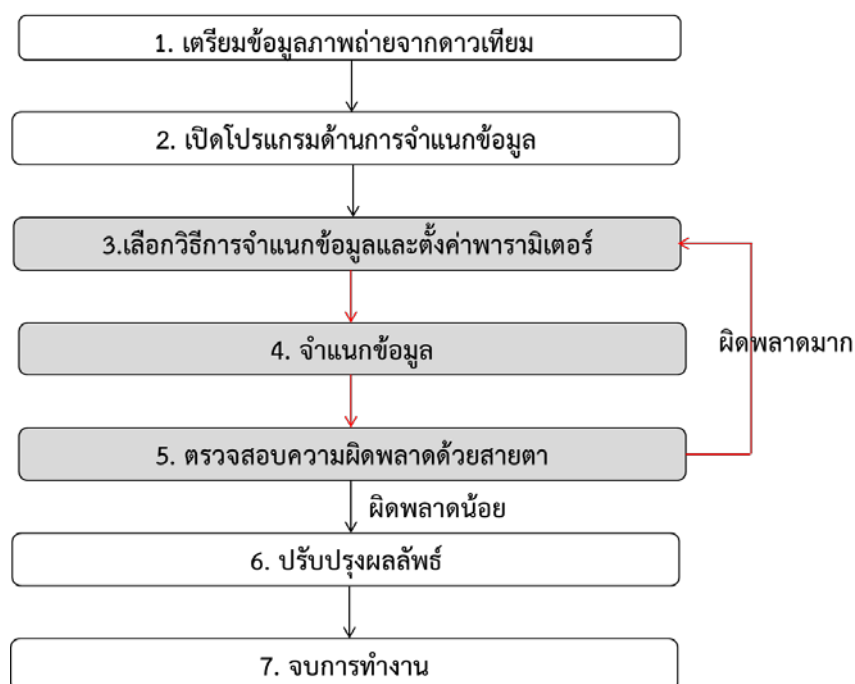 1. เตรียมข้อมูลภาพถ่ายจากดาวเทียม
2. เปิดโปรแกรมด้านการจำแนกข้อมูล
3.เลือกวิธีการจำแนกข้อมูลและตั้งค่าพารามิเตอร์
4. จำแนกข้อมูล
ผิดพลาดมาก
5. ตรวจสอบความผิดพลาดด้วยสายตา
ผิดพลาดน้อย
6. ปรับปรุงผลลัพธ์
7. จบการทำงาน